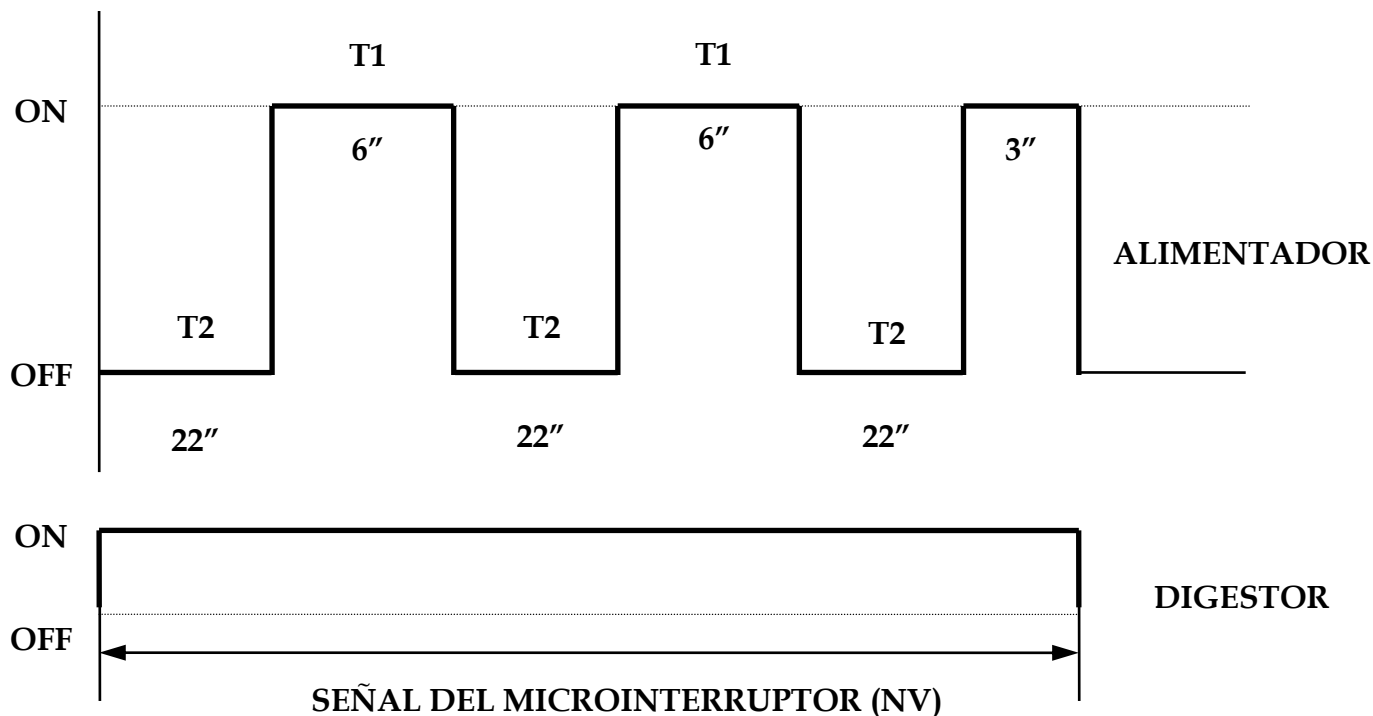 T1 T1
ON
6″ 6″ 3″
ALIMENTADOR
T2 T2 T2
OFF
22″ 22″ 22″
ON
DIGESTOR
OFF
SEÑAL DEL MICROINTERRUPTOR (NV)